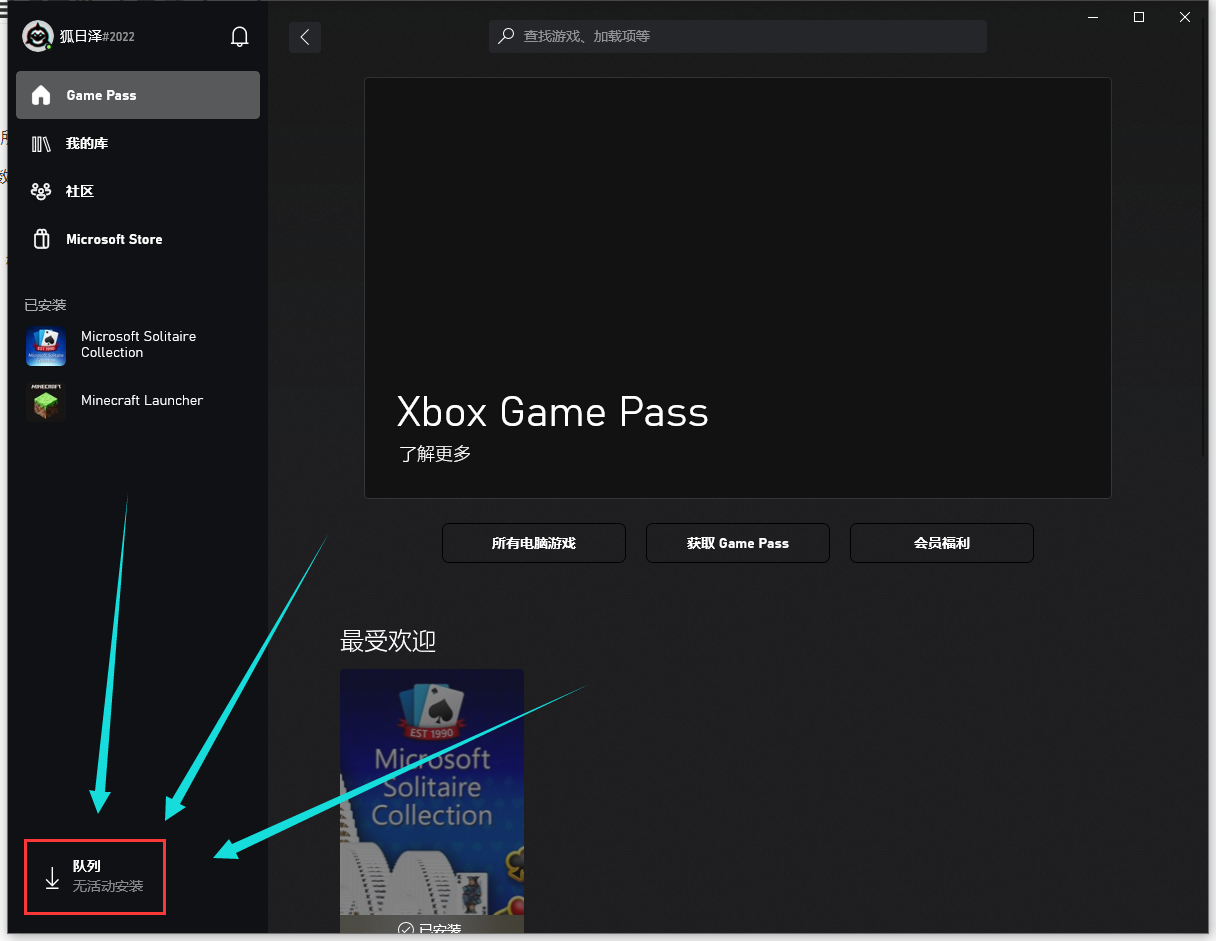 狐日泽#2022
查找游戏、加载项等
Game Pass
我的库
社区
Microsoft Store
已安装
Microsoft Solitaire
Collection
MINECRAFT
Minecraft Launcher
Xbox Game Pass
了解更多
所有电脑游戏
获取 Game Pass
会员福利
最受欢迎
EST 1990
Microsoft
Solitaire
Collection
已安装
队列
无活动安装